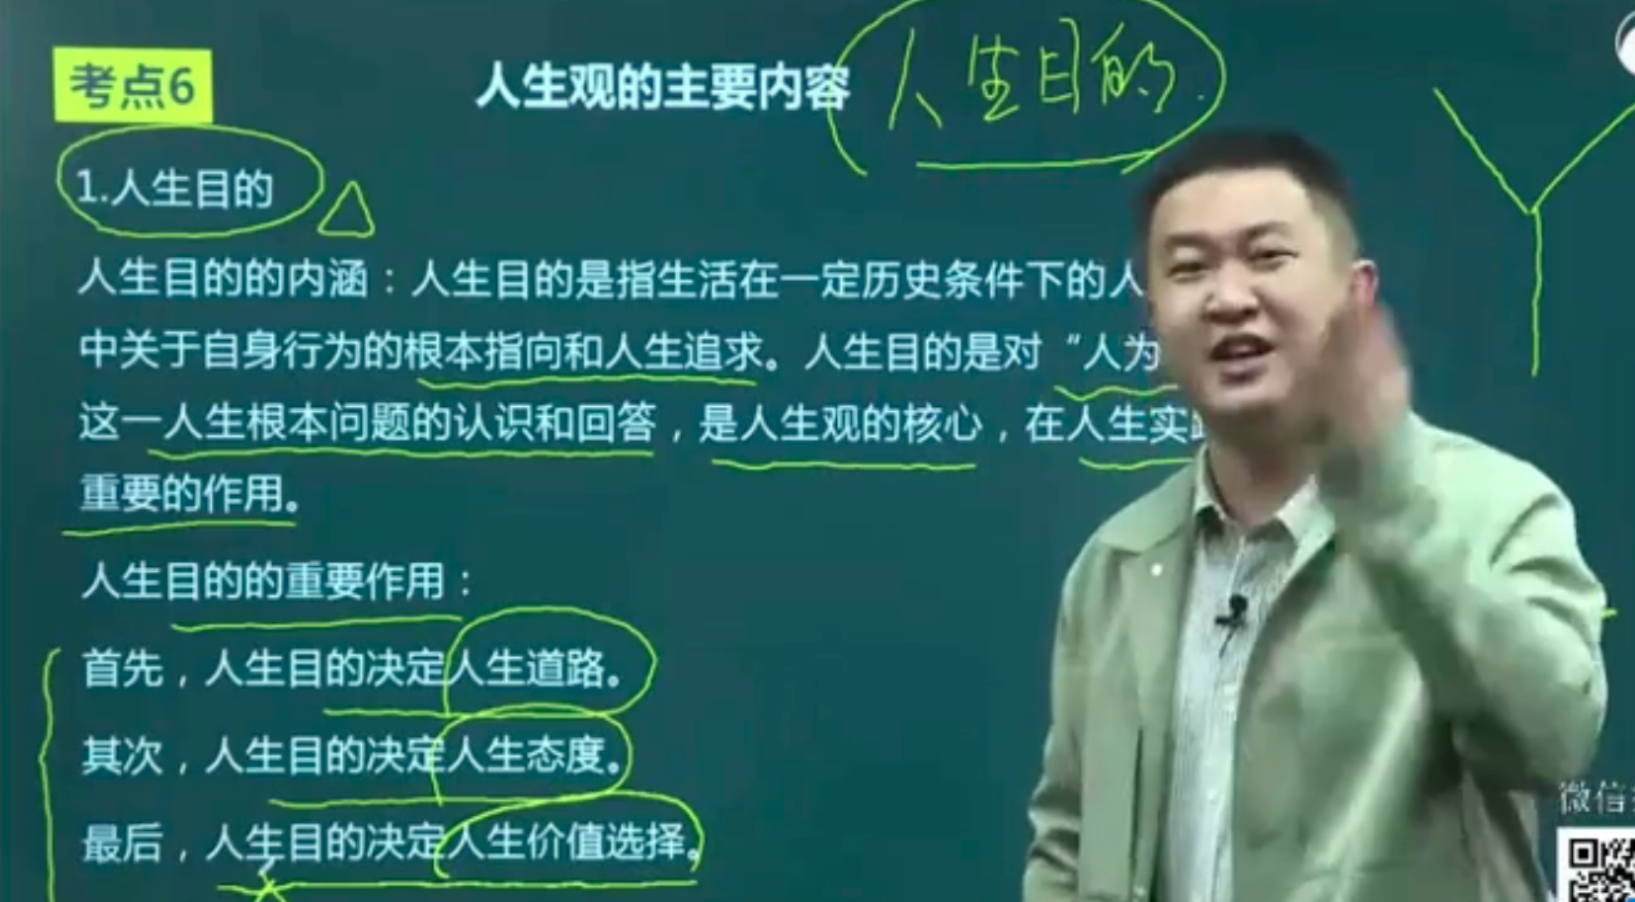 考点6
人生观的主要内容
人生目的
1.人生目的
人生目的的内涵：人生目的是指生活在一定历史条件下的人
中关于自身行为的根本指向和人生追求。人生目的是对“人为
这一人生根本问题的认识和回答，是人生观的核心，在人生实
重要的作用。
人生目的的重要作用：
首先，人生目的决定人生道路。
其次，人生目的决定人生态度。
最后，人生目的决定人生价值选择。
微信